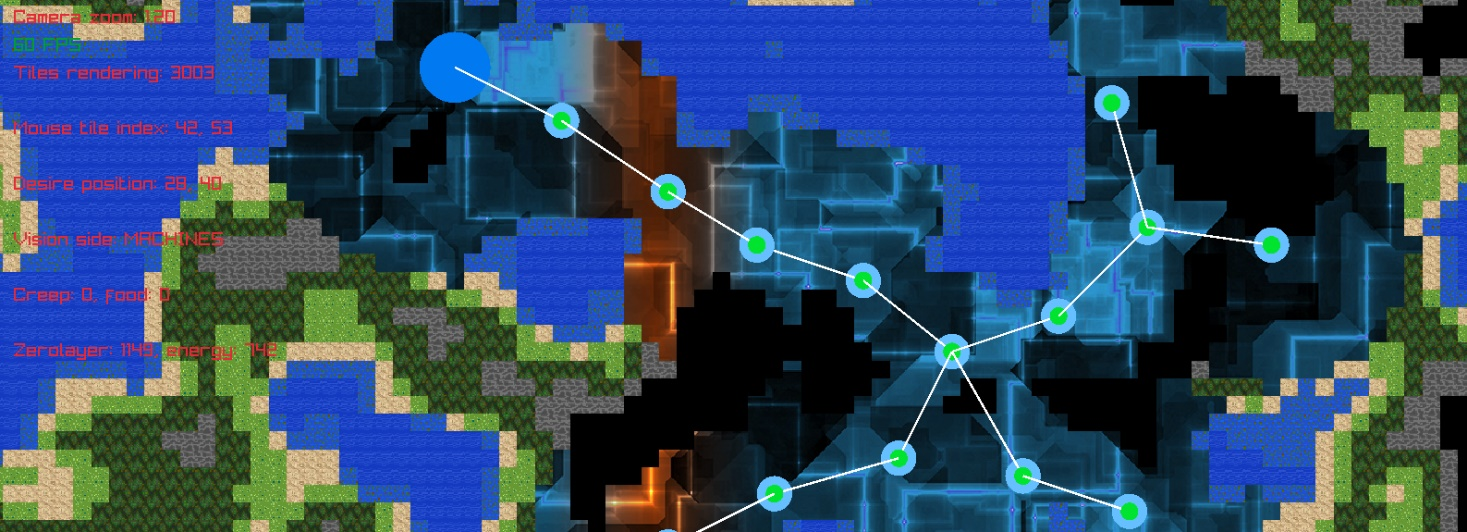 Camera zoom: 120
60 FPS
Tiles rendering: 3003
Mouse tile index: 42, 53
Desire position: 28, 40
Vision side: MACHINES
Creep: 0, food: 0
Zerolayer: 1149, energy: 742